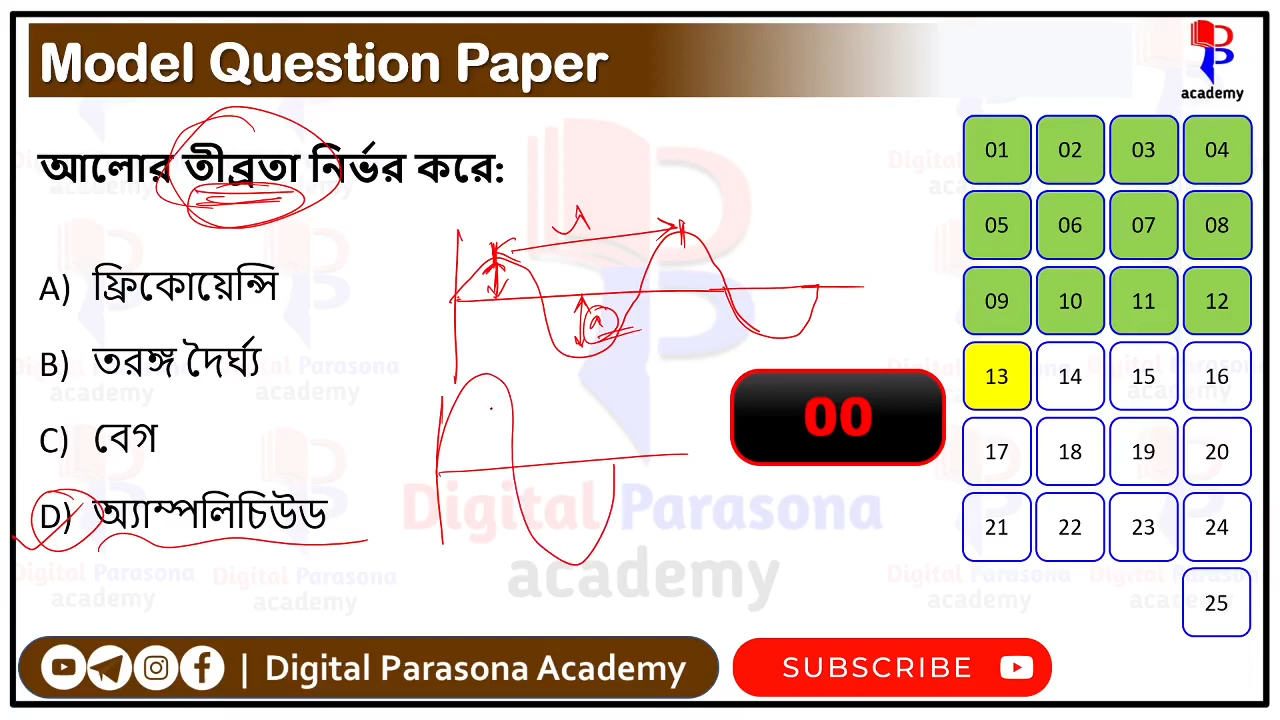 Model Question Paper
academy
আলোর তীব্রতা নির্ভর করে:
A) ফ্রিকোয়েন্সি
B) তরঙ্গ দৈর্ঘ্য
C) বেগ
D) অ্যাম্পলিচিউড
λ
a
00
01 02 03 04
05 06 07 08
09 10 11 12
13 14 15 16
17 18 19 20
21 22 23 24
25
Digital Parasona
academy
| Digital Parasona Academy
SUBSCRIBE